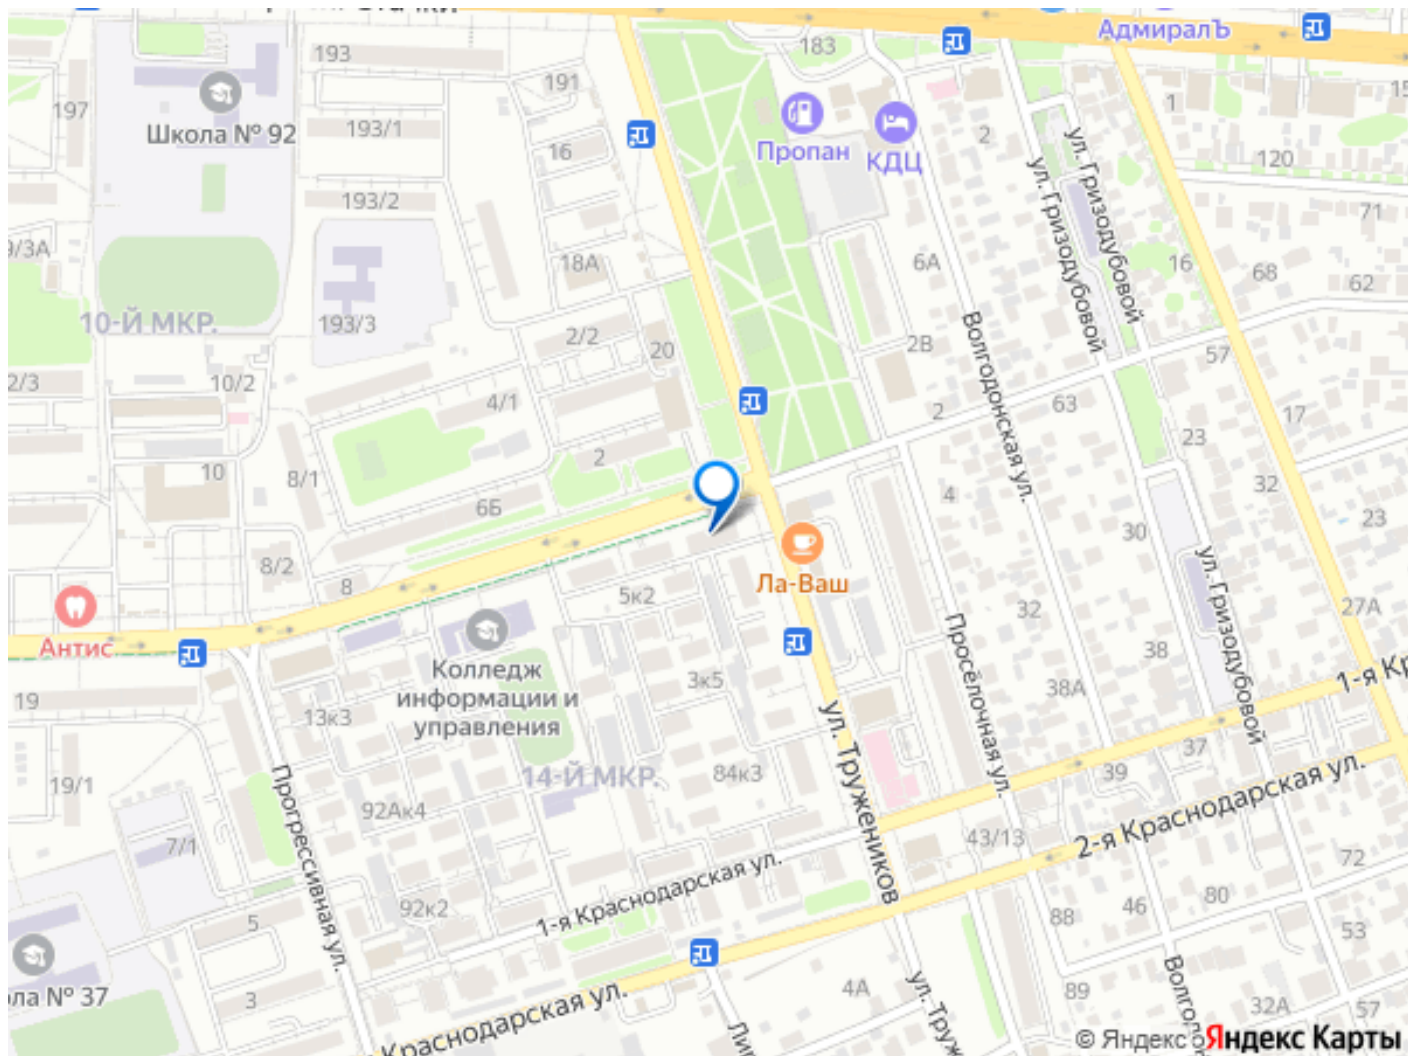 193
183
АдмиралЪ
197
191
1
Школа № 92
193/1
16
Пропан
КДЦ
2
ул. Гризодубовой
ул. Гризодубовой
120
193/2
71
9/3А
18А
6А
16
68
62
10-Й МКР.
193/3
2/2
20
2В
Волгодонская ул.
57
2/3
10/2
4/1
2
63
17
23
10
8/1
2
6Б
4
32
23
30
8/2
8
5к2
Ла-Ваш
ул. Гризодубовой
27А
32
Антис
Колледж
информации и
управления
Просёлочная ул.
38
3к5
38А
1-я Кр
19
13к3
ул. Тружеников
37
19/1
Прогрессивная ул.
14-Й МКР.
84к3
39
92Ак4
43/13
2-я Краснодарская ул.
7/1
72
1-я Краснодарская ул.
92к2
5
88
46
80
53
ола № 37
3
Краснодарская ул.
4А
ул. Труж
89
Волго
32А
57
© Яндекс Яндекс Карты